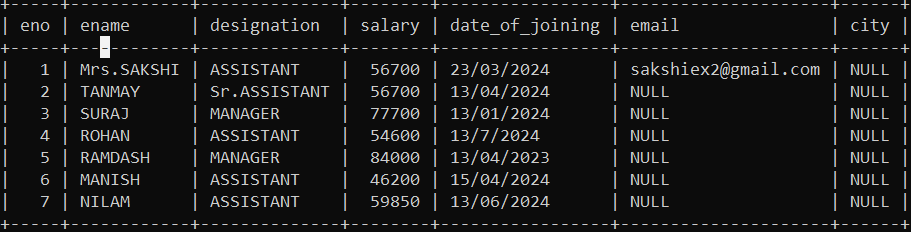 | eno | ename | designation | salary | date_of_joining | email | city |
| 1 | Mrs.SAKSHI | ASSISTANT | 56700 | 23/03/2024 | sakshiex2@gmail.com | NULL |
| 2 | TANMAY | Sr.ASSISTANT | 56700 | 13/04/2024 | NULL | NULL |
| 3 | SURAJ | MANAGER | 77700 | 13/01/2024 | NULL | NULL |
| 4 | ROHAN | ASSISTANT | 54600 | 13/7/2024 | NULL | NULL |
| 5 | RAMDASH | MANAGER | 84000 | 13/04/2023 | NULL | NULL |
| 6 | MANISH | ASSISTANT | 46200 | 15/04/2024 | NULL | NULL |
| 7 | NILAM | ASSISTANT | 59850 | 13/06/2024 | NULL | NULL |